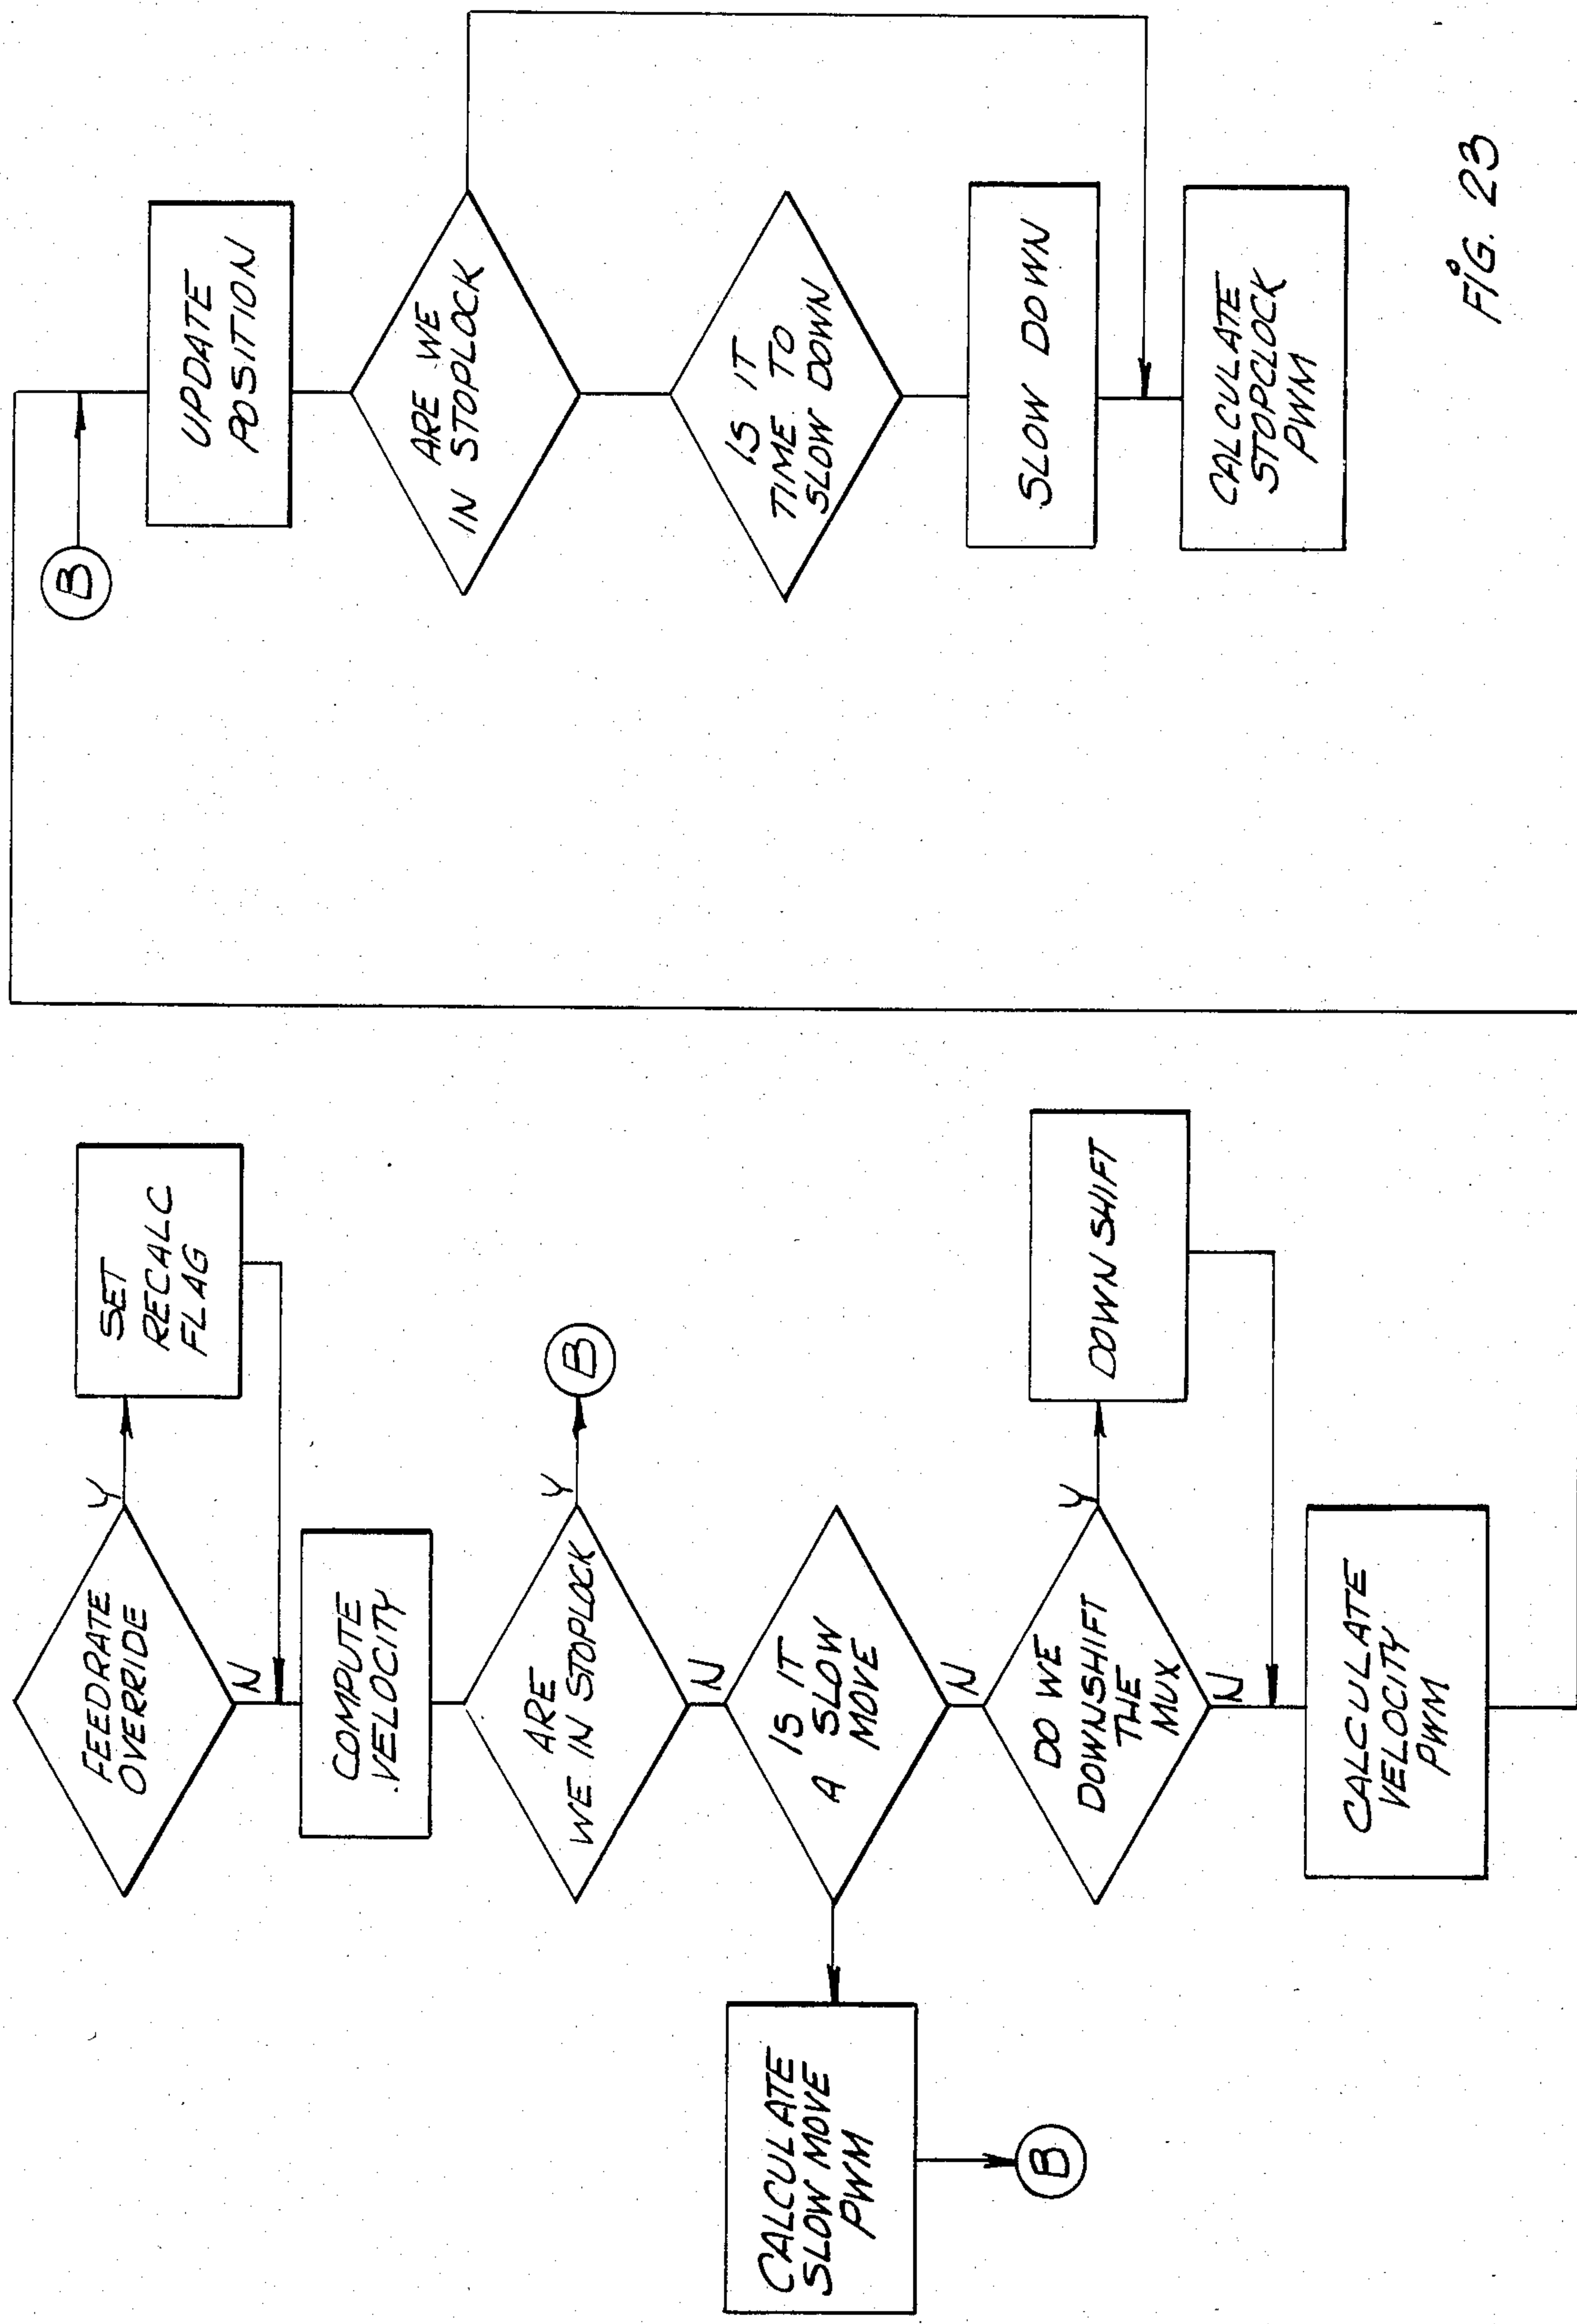 FEEDRATE
OVERRIDE
Y
SET
RECALC
FLAG
N
COMPUTE
VELOCITY
ARE
WE IN STOPLOCK
Y
B
N
IS IT
A SLOW
MOVE
CALCULATE
SLOW MOVE
PWM
B
N
DO WE
DOWNSHIFT
THE
MUX
Y
DOWN SHIFT
N
CALCULATE
VELOCITY
PWM
B
UPDATE
POSITION
ARE WE
IN STOPLOCK
IS IT
TIME TO
SLOW DOWN
SLOW DOWN
CALCULATE
STOPCLOCK
PWM
FIG. 23